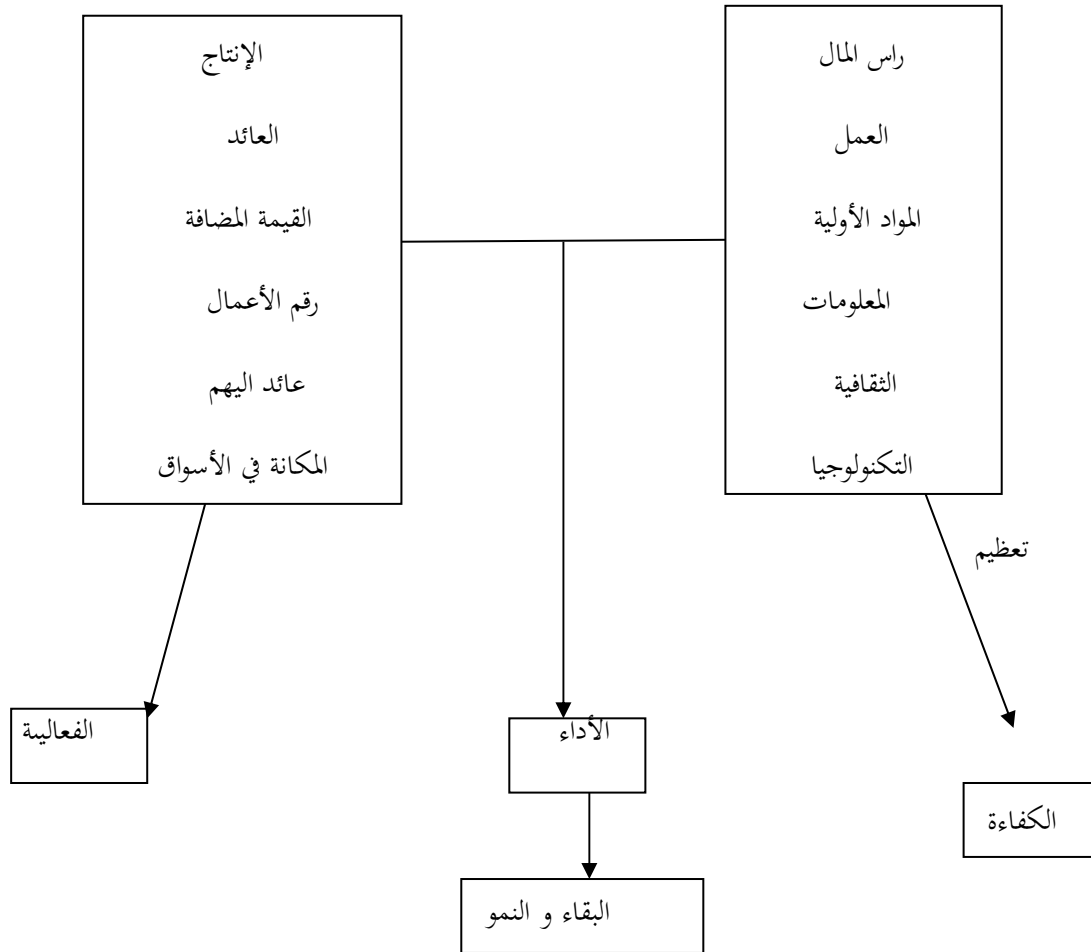 راس المال
العمل
المواد الأولية
المعلومات
الثقافية
التكنولوجيا
الإنتاج
العائد
القيمة المضافة
رقم الأعمال
عائد اليهم
المكانة في الأسواق
تعظيم
الكفاءة
الأداء
الفعالية
البقاء و النمو